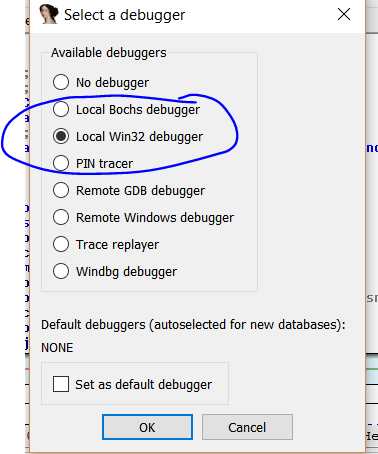 Select a debugger
Available debuggers
No debugger
Local Bochs debugger
Local Win32 debugger
PIN tracer
Remote GDB debugger
Remote Windows debugger
Trace replayer
Windbg debugger
Default debuggers (autoselected for new databases):
NONE
Set as default debugger
OK Cancel